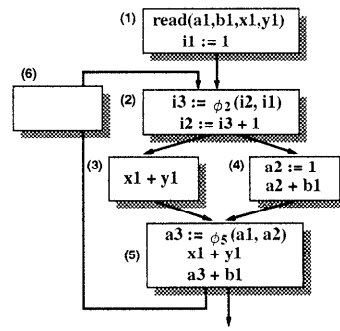 (1)
read(a1,b1,x1,y1)
i1 := 1
(6)
(2)
i3 := ϕ2(i2, i1)
i2 := i3 + 1
(3)
x1 + y1
(4)
a2 := 1
a2 + b1
(5)
a3 := ϕ5(a1, a2)
x1 + y1
a3 + b1